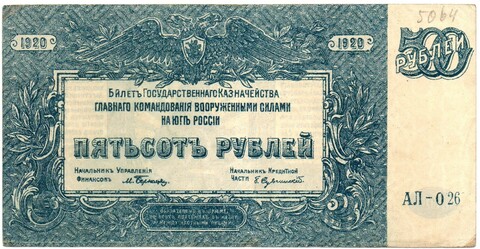 5064
1920
1920
500
РУБЛЕЙ
БИЛЕТЪ ГОСУДАРСТВЕННАГО КАЗНАЧЕЙСТВА
ГЛАВНАГО КОМАНДОВАНІЯ ВООРУЖЕННЫМИ СИЛАМИ
НА ЮГѢ РОССІИ
ПЯТЬСОТЪ РУБЛЕЙ
НАЧАЛЬНИКЪ УПРАВЛЕНІЯ
ФИНАНСОВЪ
НАЧАЛЬНИКЪ КРЕДИТНОЙ
ЧАСТИ
АЛ-026